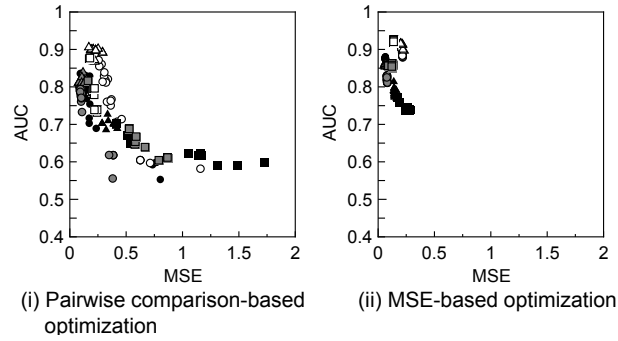 1
0.9
0.8
0.7
0.6
0.5
0.4
AUC
0 0.5 1 1.5 2
MSE
(i) Pairwise comparison-based
optimization
1
0.9
0.8
0.7
0.6
0.5
0.4
AUC
0 0.5 1 1.5 2
MSE
(ii) MSE-based optimization